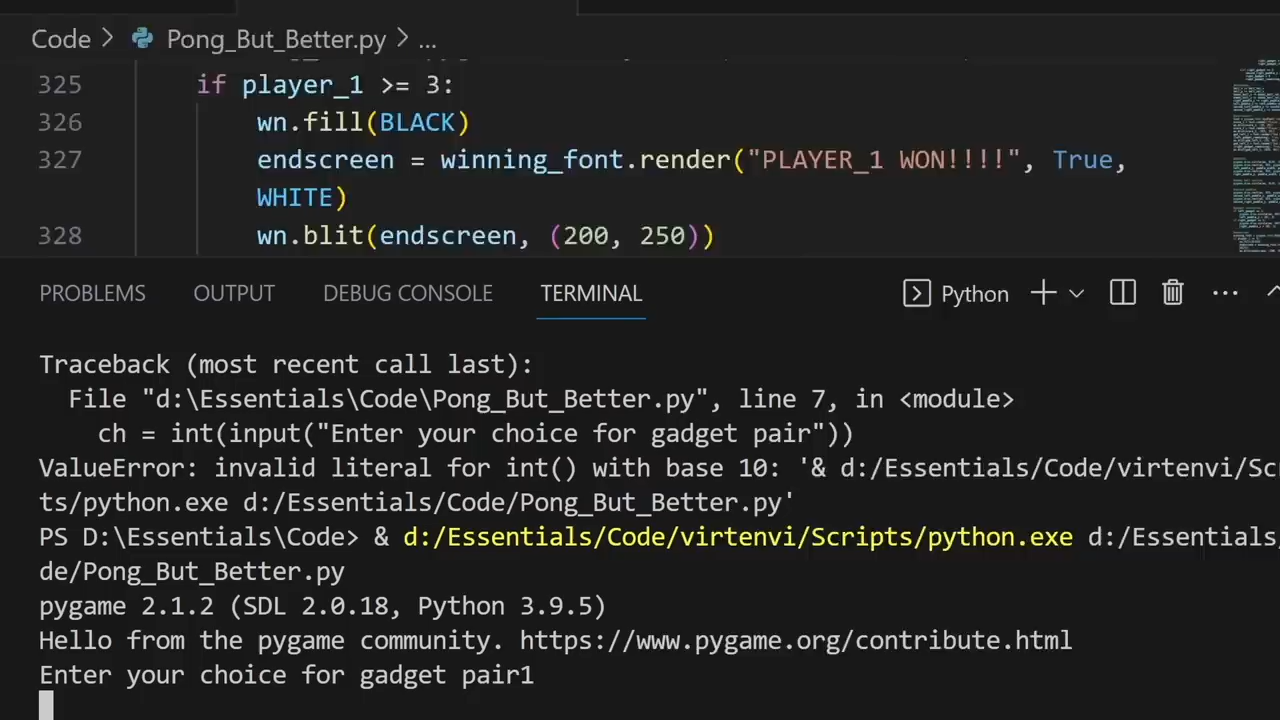 Code > Pong_But_Better.py > ...
325 if player_1 >= 3:
326 wn.fill(BLACK)
327 endscreen = winning_font.render("PLAYER_1 WON!!!!", True,
WHITE)
328 wn.blit(endscreen, (200, 250))
PROBLEMS OUTPUT DEBUG CONSOLE TERMINAL Python
Traceback (most recent call last):
File "d:\Essentials\Code\Pong_But_Better.py", line 7, in <module>
ch = int(input("Enter your choice for gadget pair"))
ValueError: invalid literal for int() with base 10: '& d:/Essentials/Code/virtenvi/Sc
ts/python.exe d:/Essentials/Code/Pong_But_Better.py'
PS D:\Essentials\Code> & d:/Essentials/Code/virtenvi/Scripts/python.exe d:/Essentials
de/Pong_But_Better.py
pygame 2.1.2 (SDL 2.0.18, Python 3.9.5)
Hello from the pygame community. https://www.pygame.org/contribute.html
Enter your choice for gadget pair1